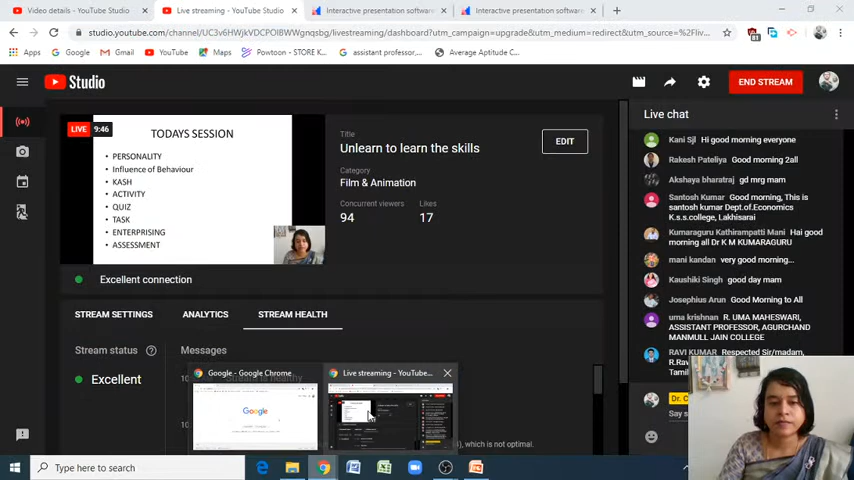 Video details - YouTube Studio
Live streaming - YouTube Studio
Interactive presentation software
Interactive presentation software
studio.youtube.com/channel/UC3v6HWjkVDCPOIBWWgnqsbg/livestreaming/dashboard?utm_campaign=upgrade&utm_medium=redirect&utm_source=%2Fliv...
Apps
Google
Gmail
YouTube
Maps
Powtoon - STORE K...
assistant professor,...
Average Aptitude C...
Studio
END STREAM
LIVE 9:46
TODAYS SESSION
• PERSONALITY
• Influence of Behaviour
• KASH
• ACTIVITY
• QUIZ
• TASK
• ENTERPRISING
• ASSESSMENT
Title
Unlearn to learn the skills
EDIT
Category
Film & Animation
Concurrent viewers
Likes
94
17
Excellent connection
STREAM SETTINGS
ANALYTICS
STREAM HEALTH
Stream status
Messages
Excellent
Google - Google Chrome
Live streaming - YouTube...
Google
, which is not optimal.
Live chat
Kani Sjl Hi good morning everyone
Rakesh Pateliya Good morning 2all
Akshaya bharatraj gd mrg mam
Santosh Kumar Good morning, This is
santosh kumar Dept.of.Economics
K.s.s.college, Lakhisarai
Kumaraguru Kathirampatti Mani Hai good
morning all Dr K M KUMARAGURU
mani kandan very good morning...
Kaushiki Singh good day mam
Josephius Arun Good Morning to All
uma krishnan R. UMA MAHESWARI,
ASSISTANT PROFESSOR, AGURCHAND
MANMULL JAIN COLLEGE
RAVI KUMAR Respected Sir/madam,
Dr. C
Say s
Type here to search